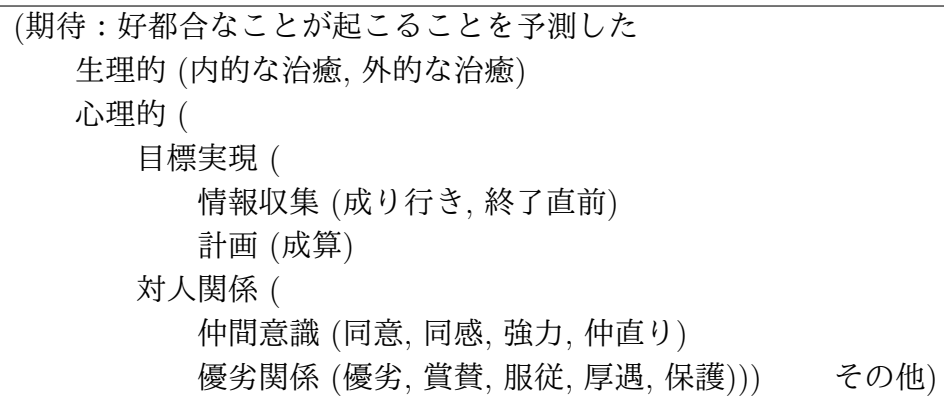 (期待：好都合なことが起こることを予測した
生理的 (内的な治癒, 外的な治癒)
心理的 (
目標実現 (
情報収集 (成り行き, 終了直前)
計画 (成算)
対人関係 (
仲間意識 (同意, 同感, 強力, 仲直り)
優劣関係 (優劣, 賞賛, 服従, 厚遇, 保護))) その他)